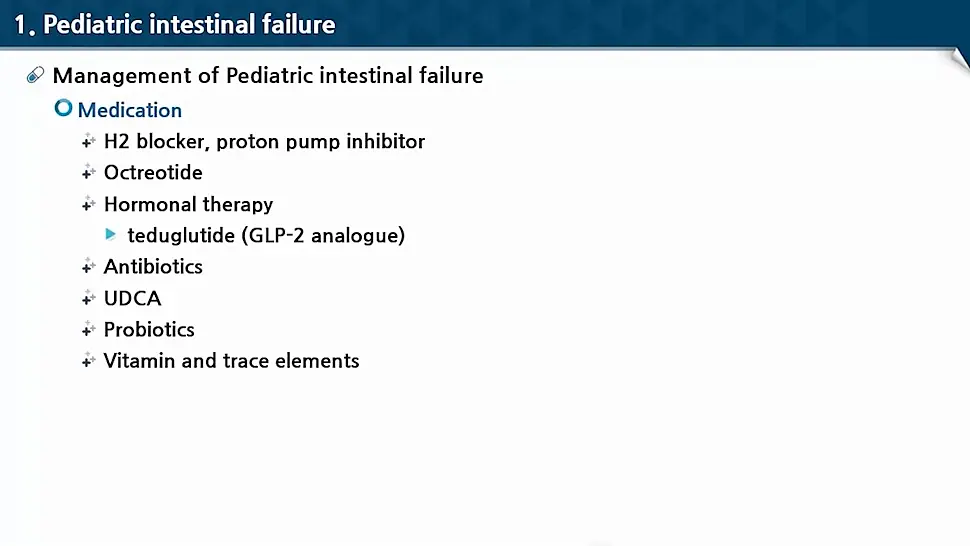 1. Pediatric intestinal failure
Management of Pediatric intestinal failure
Medication
H2 blocker, proton pump inhibitor
Octreotide
Hormonal therapy
teduglutide (GLP-2 analogue)
Antibiotics
UDCA
Probiotics
Vitamin and trace elements